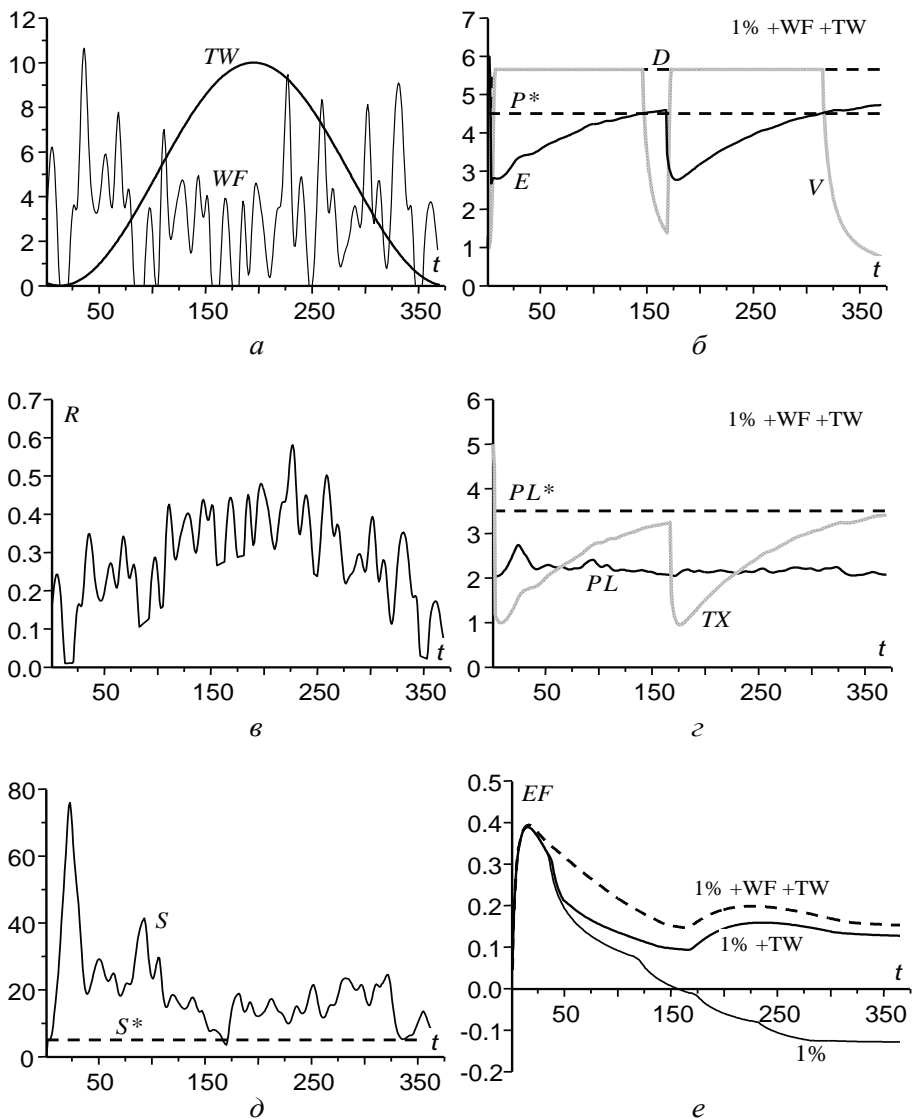 12
10
8
6
4
2
0
TW
WF
t
50 150 250 350
а
7
6
5
4
3
2
1
0
1% +WF +TW
D
P*
E
V
t
50 150 250 350
б
0.7
0.6
0.5
0.4
0.3
0.2
0.1
0.0
R
t
50 150 250 350
в
6
5
4
3
2
1
0
1% +WF +TW
PL*
PL
TX
t
50 150 250 350
г
80
60
40
20
0
S
S*
t
50 150 250 350
д
0.5
0.4
0.3
0.2
0.1
0.0
-0.1
-0.2
EF
1% +WF +TW
1% +TW
t
50 150 250 350
1%
е